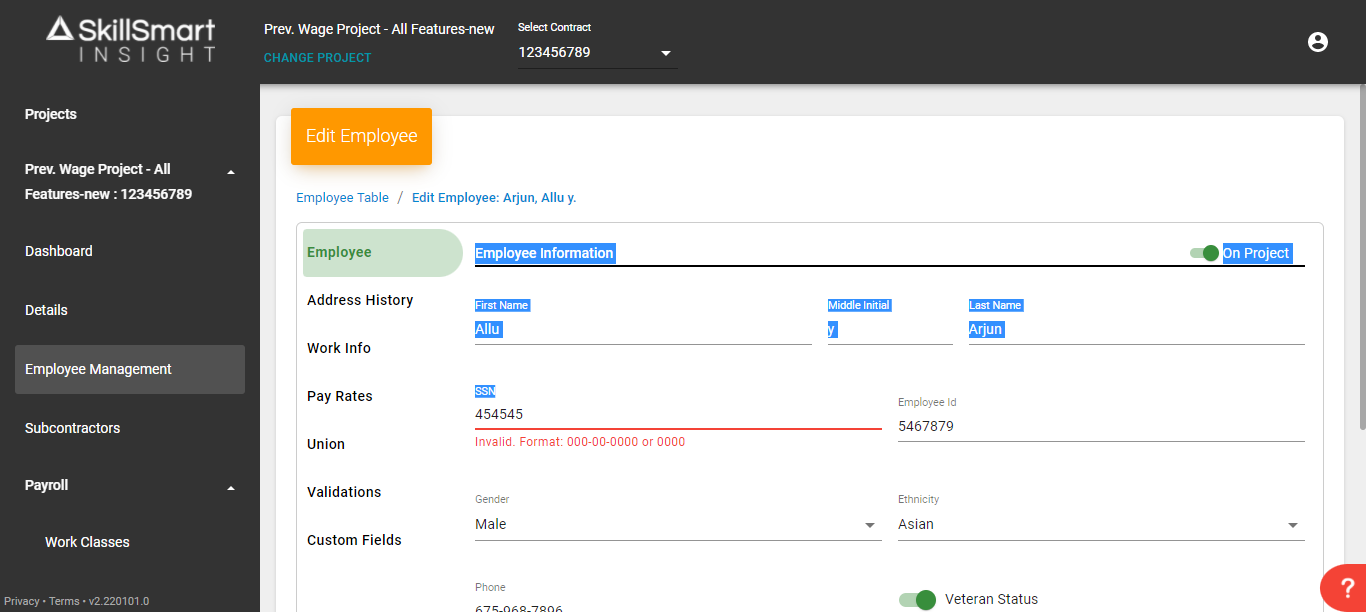 SkillSmart
INSIGHT
Prev. Wage Project - All Features-new
CHANGE PROJECT
Select Contract
123456789
Projects
Prev. Wage Project - All
Features-new : 123456789
Dashboard
Details
Employee Management
Subcontractors
Payroll
Work Classes
Privacy • Terms • v2.220101.0
Edit Employee
Employee Table / Edit Employee: Arjun, Allu y.
Employee
Address History
Work Info
Pay Rates
Union
Validations
Custom Fields
Employee Information
On Project
First Name
Allu
Middle Initial
y
Last Name
Arjun
SSN
454545
Invalid. Format: 000-00-0000 or 0000
Employee Id
5467879
Gender
Male
Ethnicity
Asian
Phone
675-968-7896
Veteran Status
?